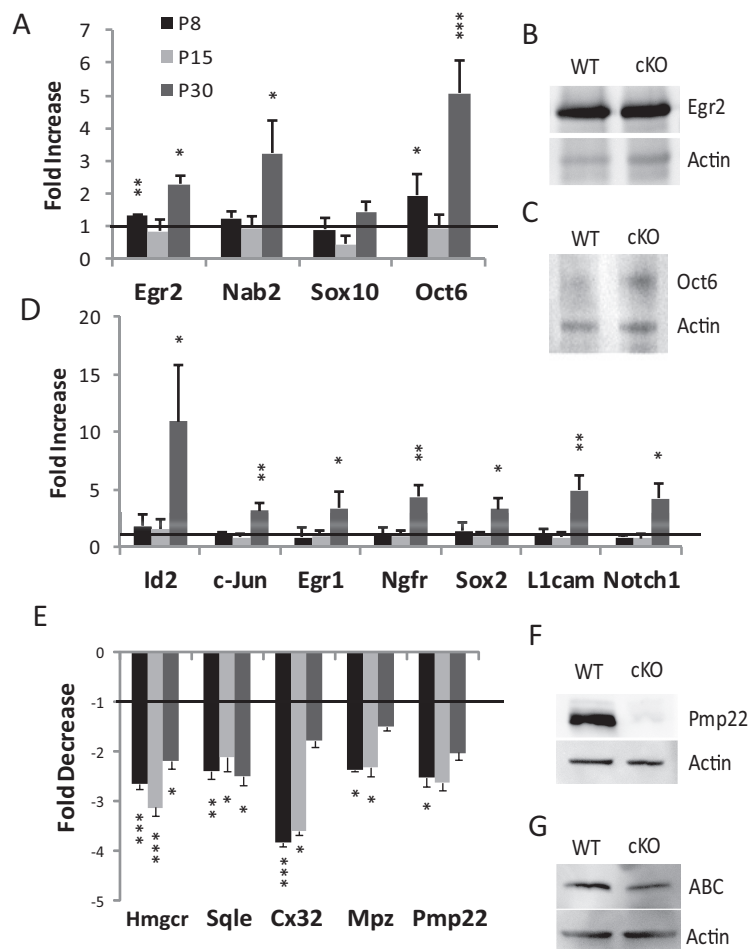 A
7
6
5
4
3
2
1
0
Fold Increase
P8
P15
P30
**
*
*
*
***
Egr2 Nab2 Sox10 Oct6
B
WT cKO
Egr2
Actin
C
WT cKO
Oct6
Actin
D
20
15
10
5
0
Fold Increase
*
**
*
**
*
**
*
Id2 c-Jun Egr1 Ngfr Sox2 L1cam Notch1
E
0
-1
-2
-3
-4
-5
Fold Decrease
***
***
*
**
*
*
***
*
*
*
*
Hmgcr Sqle Cx32 Mpz Pmp22
F
WT cKO
Pmp22
Actin
G
WT cKO
ABC
Actin